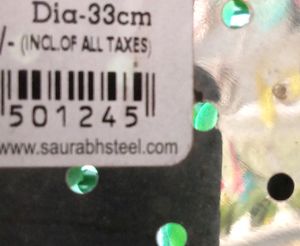 Dia-33cm
/- (INCL.OF ALL TAXES)
501245
www.saurabhsteel.com